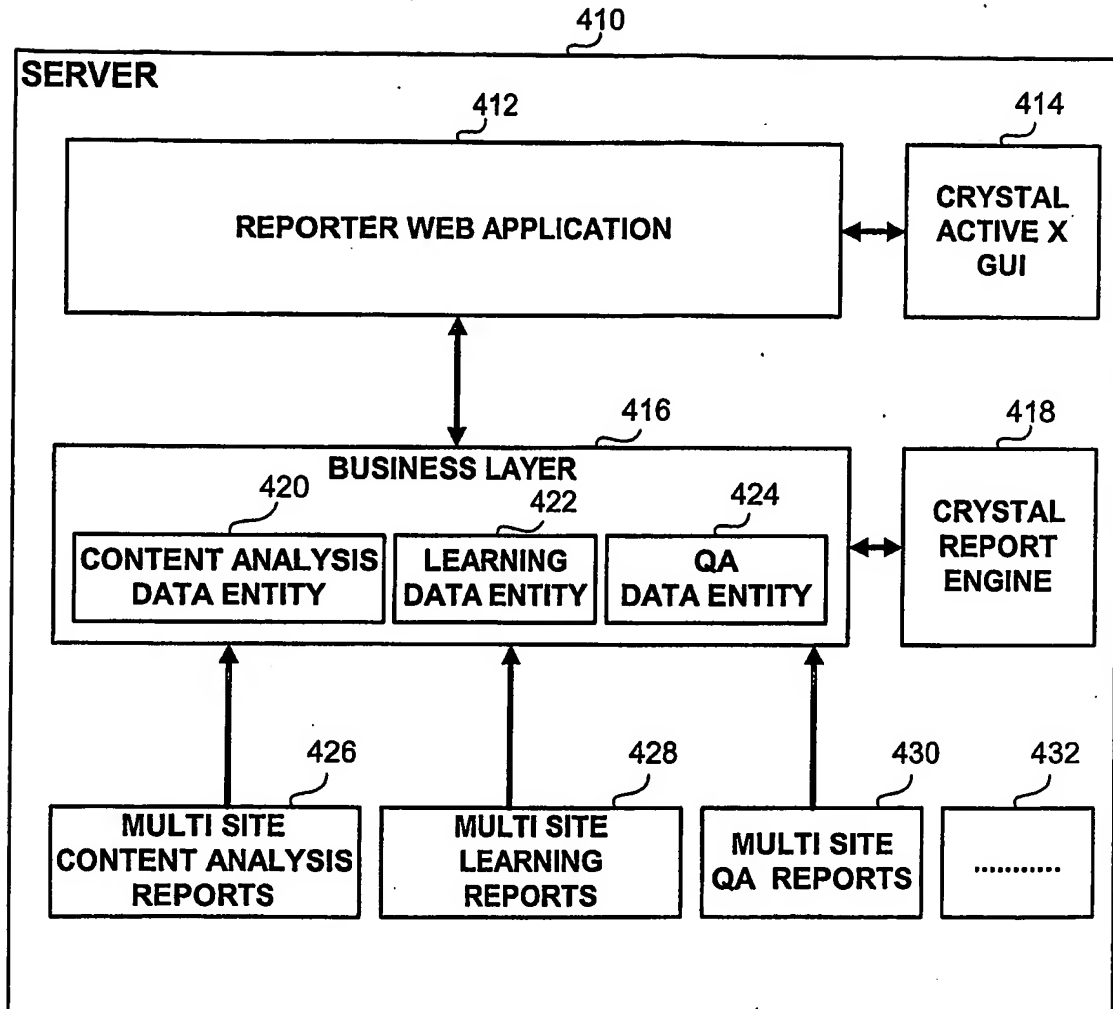 410
SERVER
412
414
REPORTER WEB APPLICATION
CRYSTAL
ACTIVE X
GUI
416
418
BUSINESS LAYER
420
422
424
CONTENT ANALYSIS
DATA ENTITY
LEARNING
DATA ENTITY
QA
DATA ENTITY
CRYSTAL
REPORT
ENGINE
426
428
430
432
MULTI SITE
CONTENT ANALYSIS
REPORTS
MULTI SITE
LEARNING
REPORTS
MULTI SITE
QA REPORTS
...........